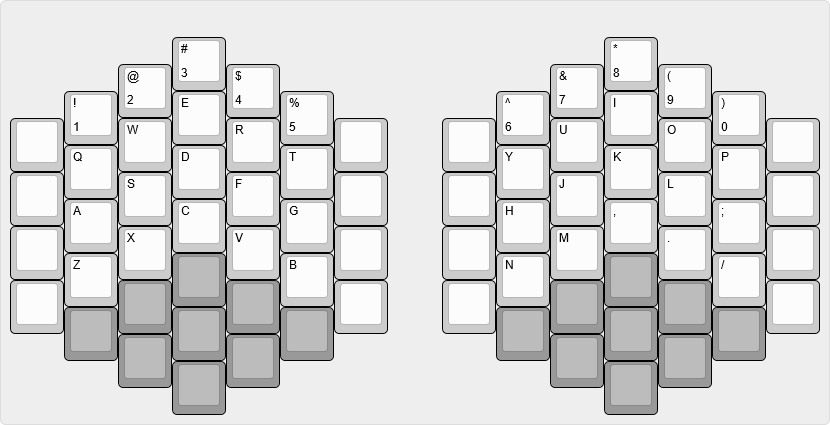 # *
3 8
@ $ & (
2 4 7 9
! E % ^ I )
1 5 6 0
W R U O
Q D T Y K P
S F J L
A C G H , ;
X V M .
Z B N /